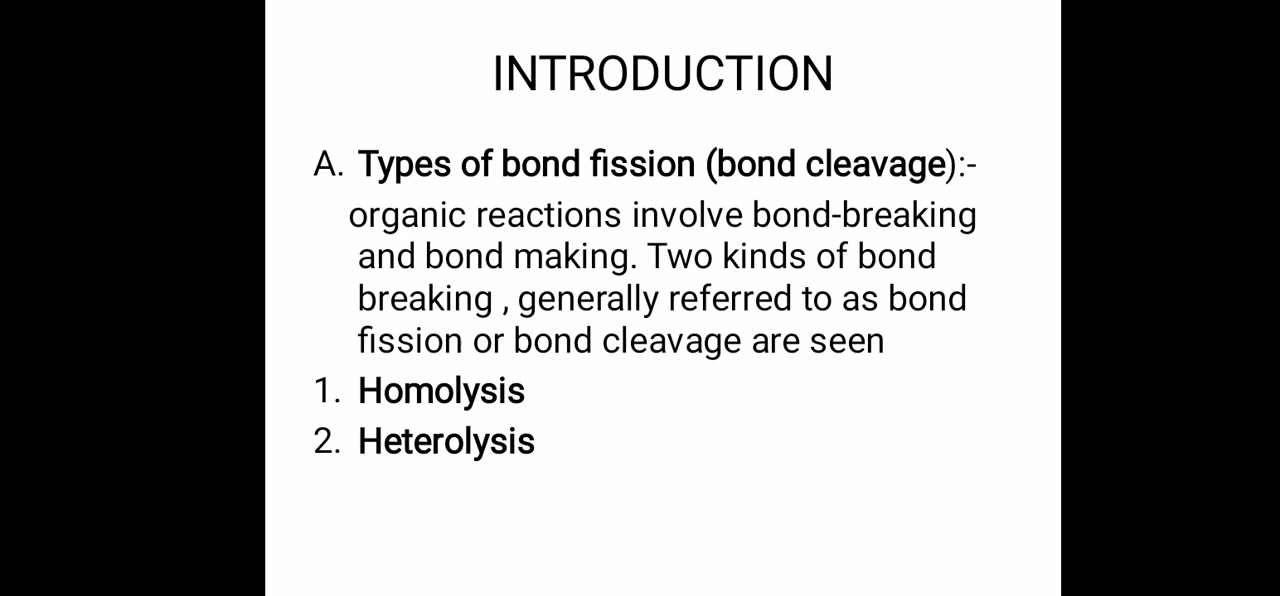 INTRODUCTION
A. Types of bond fission (bond cleavage):-
organic reactions involve bond-breaking
and bond making. Two kinds of bond
breaking , generally referred to as bond
fission or bond cleavage are seen
1. Homolysis
2. Heterolysis